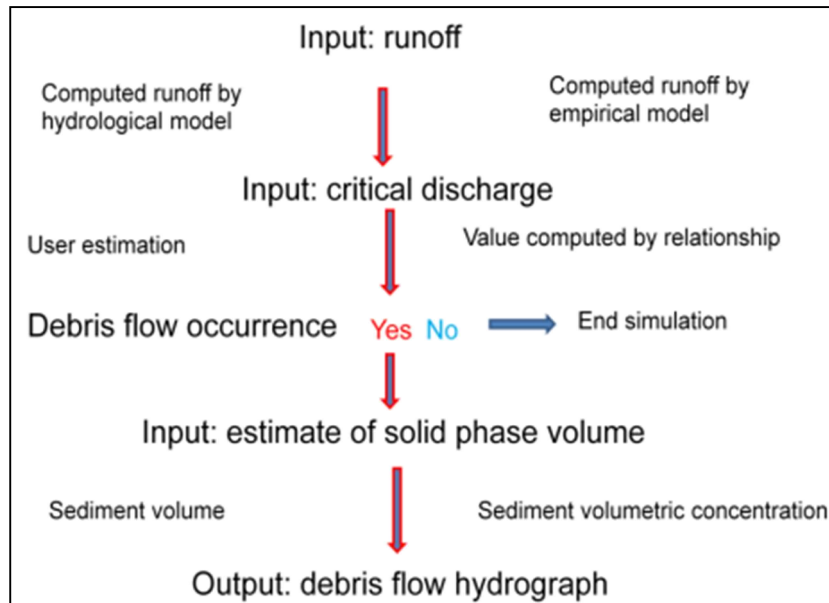 Input: runoff
Computed runoff by
hydrological model
Computed runoff by
empirical model
Input: critical discharge
User estimation
Value computed by relationship
Debris flow occurrence Yes No
End simulation
Input: estimate of solid phase volume
Sediment volume
Sediment volumetric concentration
Output: debris flow hydrograph